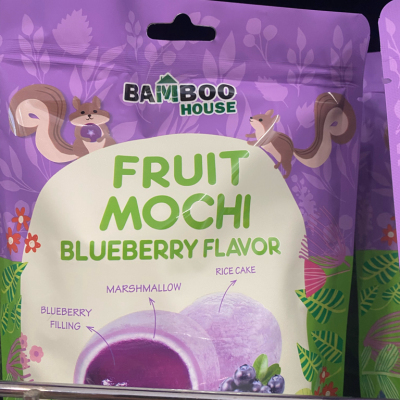 BAMBOO
HOUSE
FRUIT
MOCHI
BLUEBERRY FLAVOR
RICE CAKE
MARSHMALLOW
BLUEBERRY
FILLING